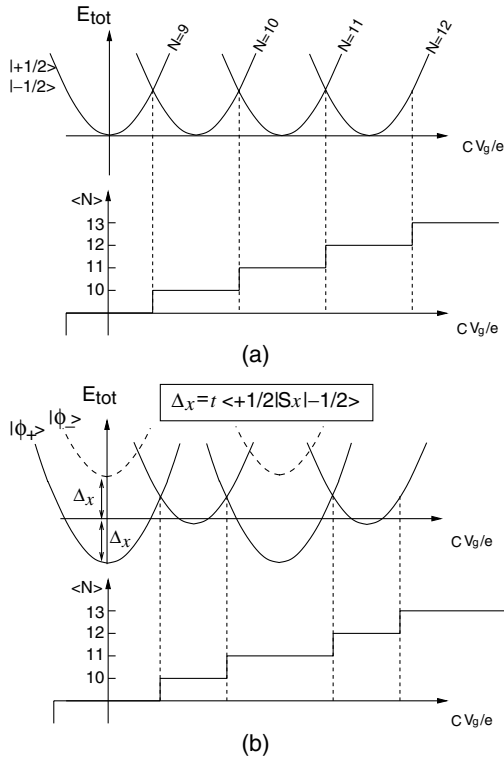 E_tot
|+1/2>
|−1/2>
N=9
N=10
N=11
N=12
C V_g/e
<N>
13
12
11
10
C V_g/e
(a)
E_tot
Δ_x = t <+1/2|S_x|−1/2>
|ϕ_+>
|ϕ_−>
Δ_x
Δ_x
C V_g/e
<N>
13
12
11
10
C V_g/e
(b)